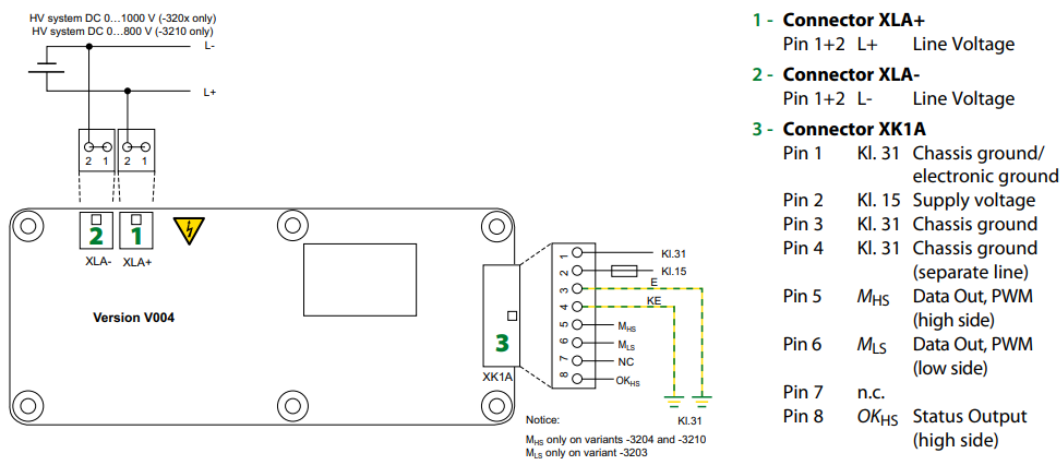 HV system DC 0...1000 V (-320x only)
HV system DC 0...800 V (-3210 only)
L-
L+
2 1
2 1
2
1
XLA-
XLA+
Version V004
3
XK1A
1
2
3
4
5
6
7
8
Kl.31
Kl.15
E
KE
MHS
MLS
NC
OKHS
Kl.31
Notice:
MHS only on variants -3204 and -3210
MLS only on variant -3203
1 - Connector XLA+
Pin 1+2 L+ Line Voltage
2 - Connector XLA-
Pin 1+2 L- Line Voltage
3 - Connector XK1A
Pin 1 Kl. 31 Chassis ground/
electronic ground
Pin 2 Kl. 15 Supply voltage
Pin 3 Kl. 31 Chassis ground
Pin 4 Kl. 31 Chassis ground
(separate line)
Pin 5 MHS Data Out, PWM
(high side)
Pin 6 MLS Data Out, PWM
(low side)
Pin 7 n.c.
Pin 8 OKHS Status Output
(high side)